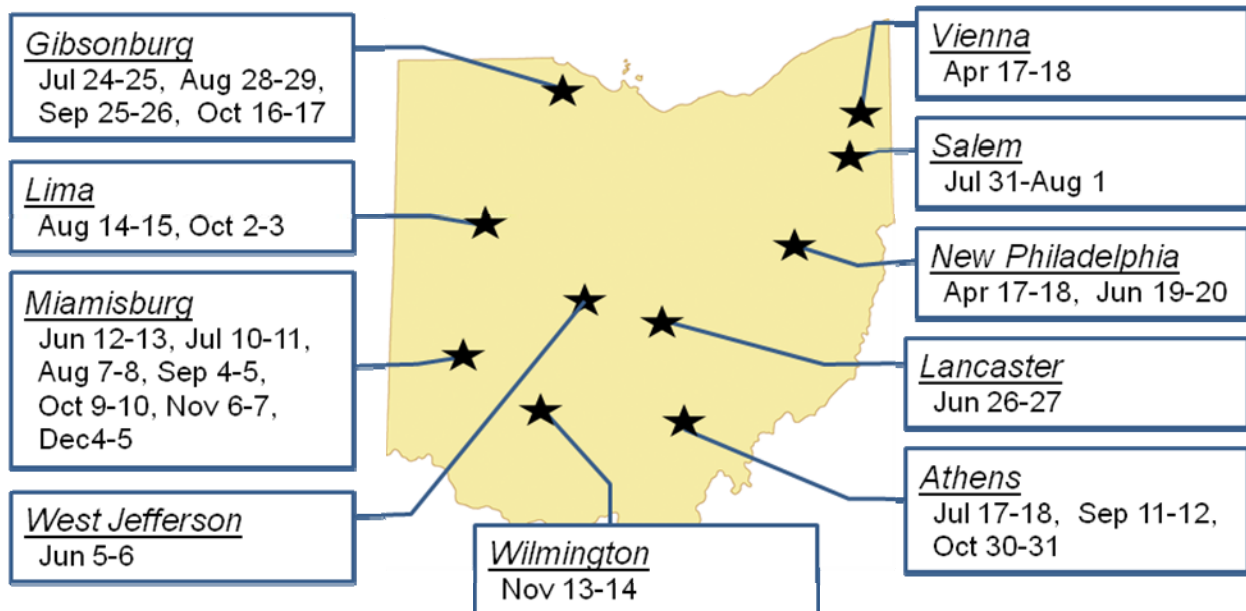 Gibsonburg
Jul 24-25, Aug 28-29,
Sep 25-26, Oct 16-17
Lima
Aug 14-15, Oct 2-3
Miamisburg
Jun 12-13, Jul 10-11,
Aug 7-8, Sep 4-5,
Oct 9-10, Nov 6-7,
Dec4-5
West Jefferson
Jun 5-6
Wilmington
Nov 13-14
Vienna
Apr 17-18
Salem
Jul 31-Aug 1
New Philadelphia
Apr 17-18, Jun 19-20
Lancaster
Jun 26-27
Athens
Jul 17-18, Sep 11-12,
Oct 30-31